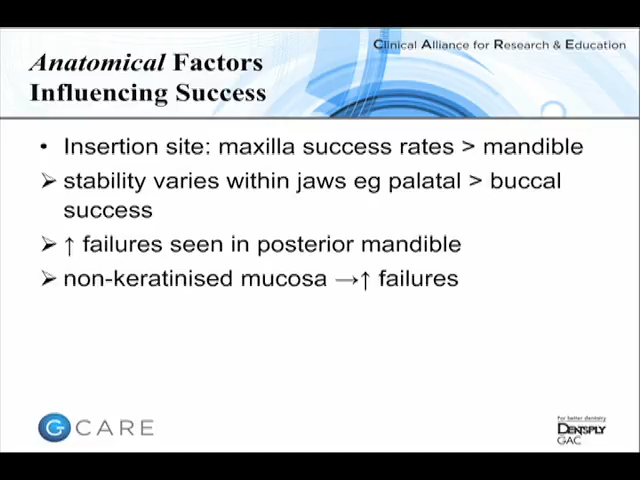 Clinical Alliance for Research & Education
Anatomical Factors
Influencing Success
• Insertion site: maxilla success rates > mandible
➢ stability varies within jaws eg palatal > buccal
success
➢ ↑ failures seen in posterior mandible
➢ non-keratinised mucosa →↑ failures
G CARE
For better dentistry
DENTSPLY
GAC